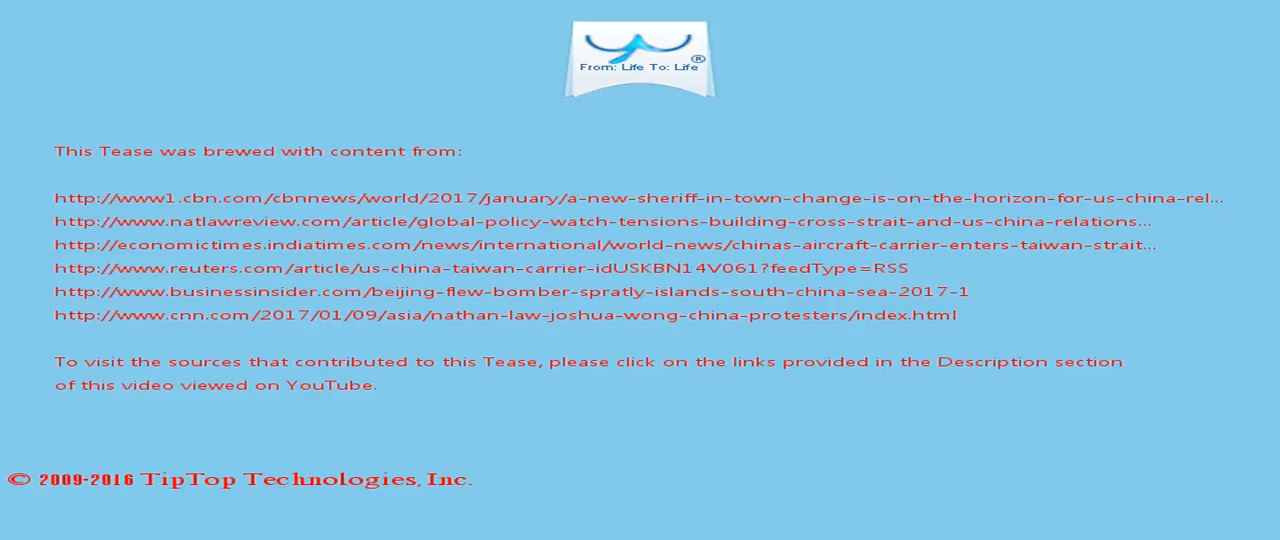 From: Life To: Life ®
This Tease was brewed with content from:
http://www1.cbn.com/cbnnews/world/2017/january/a-new-sheriff-in-town-change-is-on-the-horizon-for-us-china-rel...
http://www.natlawreview.com/article/global-policy-watch-tensions-building-cross-strait-and-us-china-relations...
http://economictimes.indiatimes.com/news/international/world-news/chinas-aircraft-carrier-enters-taiwan-strait...
http://www.reuters.com/article/us-china-taiwan-carrier-idUSKBN14V061?feedType=RSS
http://www.businessinsider.com/beijing-flew-bomber-spratly-islands-south-china-sea-2017-1
http://www.cnn.com/2017/01/09/asia/nathan-law-joshua-wong-china-protesters/index.html
To visit the sources that contributed to this Tease, please click on the links provided in the Description section
of this video viewed on YouTube.
© 2009-2016 TipTop Technologies, Inc.